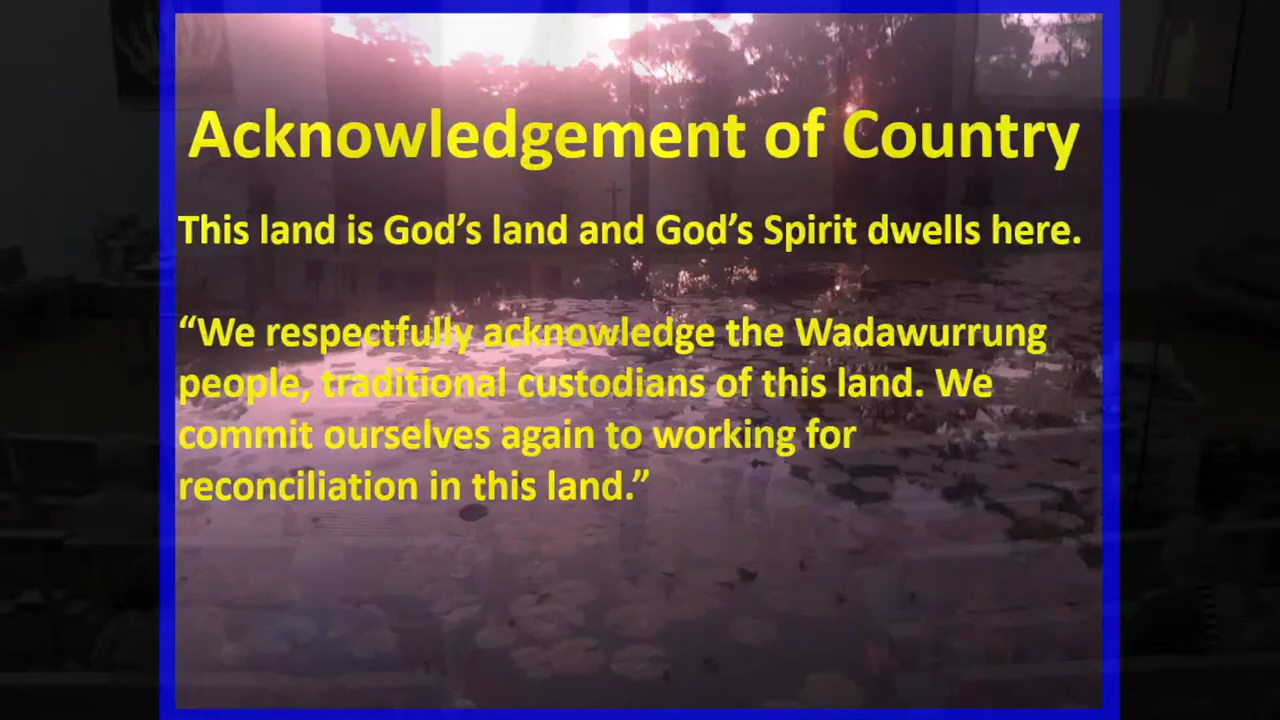 Acknowledgement of Country
This land is God’s land and God’s Spirit dwells here.
“We respectfully acknowledge the Wadawurrung
people, traditional custodians of this land. We
commit ourselves again to working for
reconciliation in this land.”